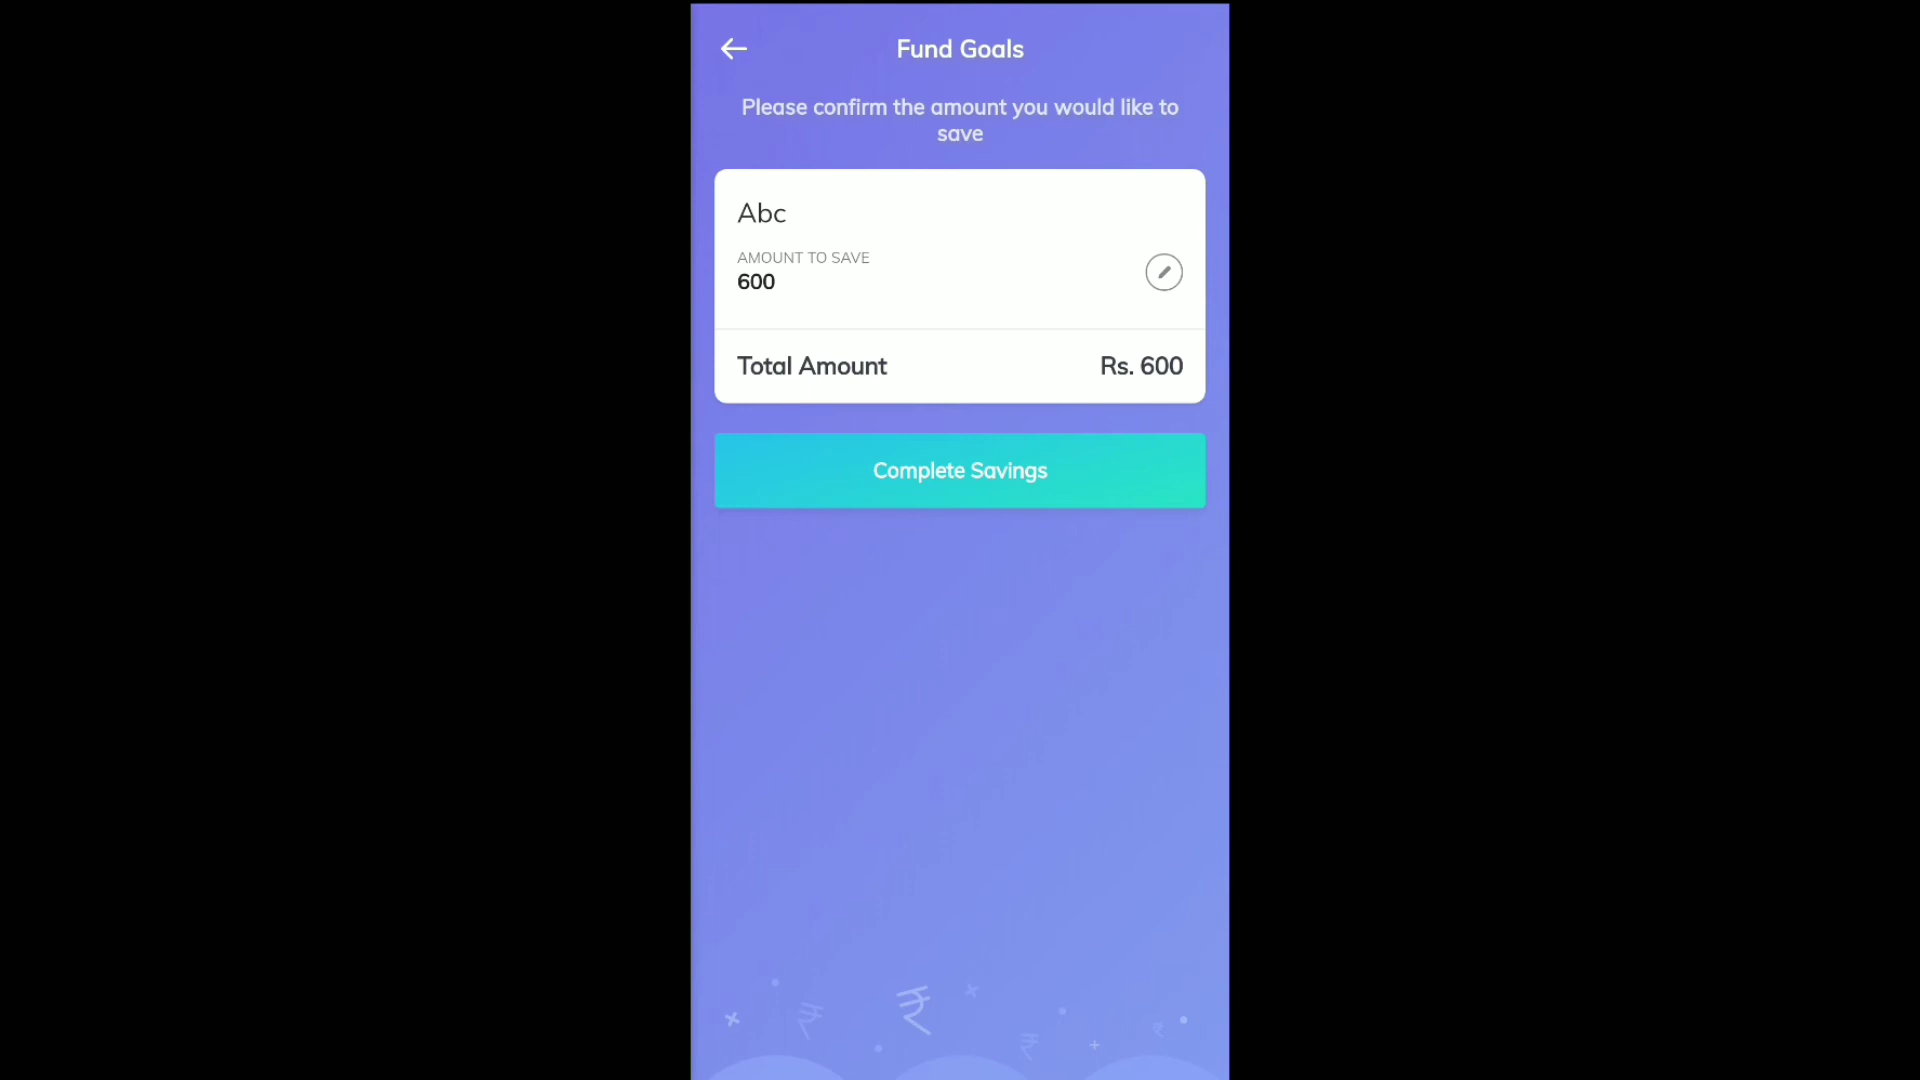 Fund Goals
Please confirm the amount you would like to
save
Abc
AMOUNT TO SAVE
600
Total Amount Rs. 600
Complete Savings